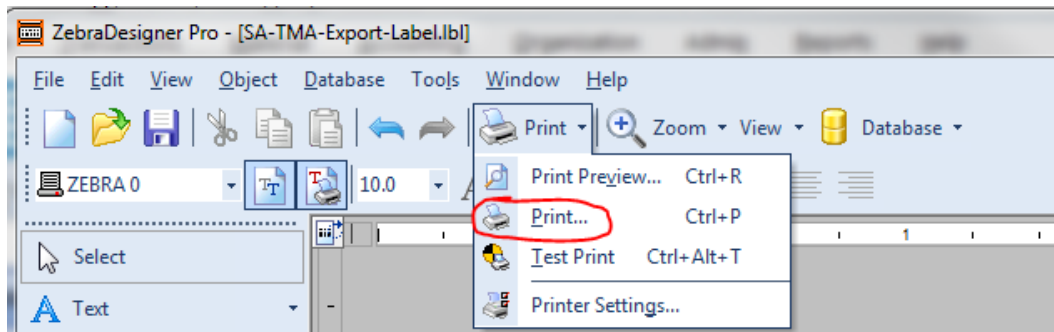 ZebraDesigner Pro - [SA-TMA-Export-Label.lbl]
File Edit View Object Database Tools Window Help
Print Zoom View Database
ZEBRA 0 10.0
Print Preview... Ctrl+R
Print... Ctrl+P
Test Print Ctrl+Alt+T
Printer Settings...
1
Select
Text